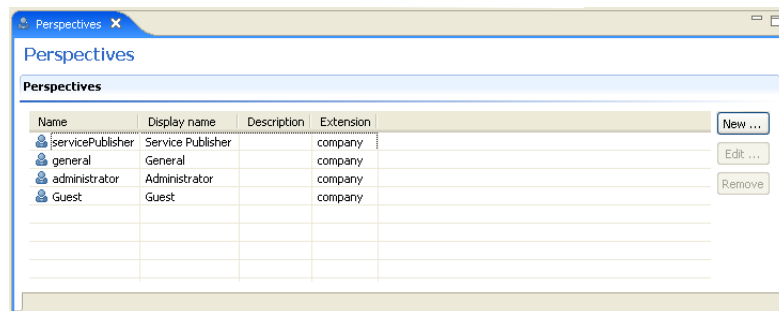 Perspectives
Perspectives
Perspectives
Name Display name Description Extension
servicePublisher Service Publisher company
general General company
administrator Administrator company
Guest Guest company
New ...
Edit ...
Remove